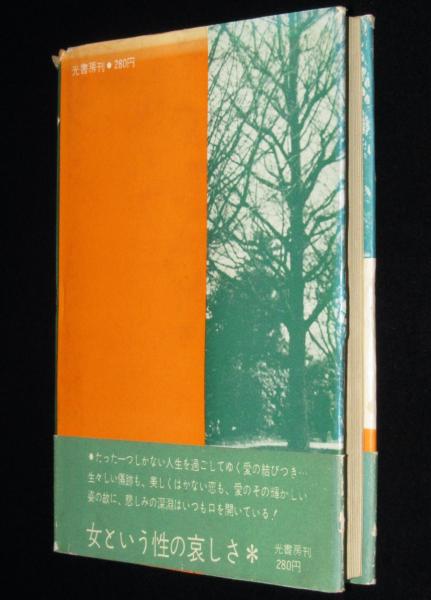 光書房刊●280円
●たった一つしかない人生を過ごしてゆく愛の結びつき…
生々しい傷跡も、美しくはかない恋も、愛のその輝かしい
姿の故に、悲しみの深淵はいつも口を開いている!
女という性の哀しさ*
光書房刊
280円